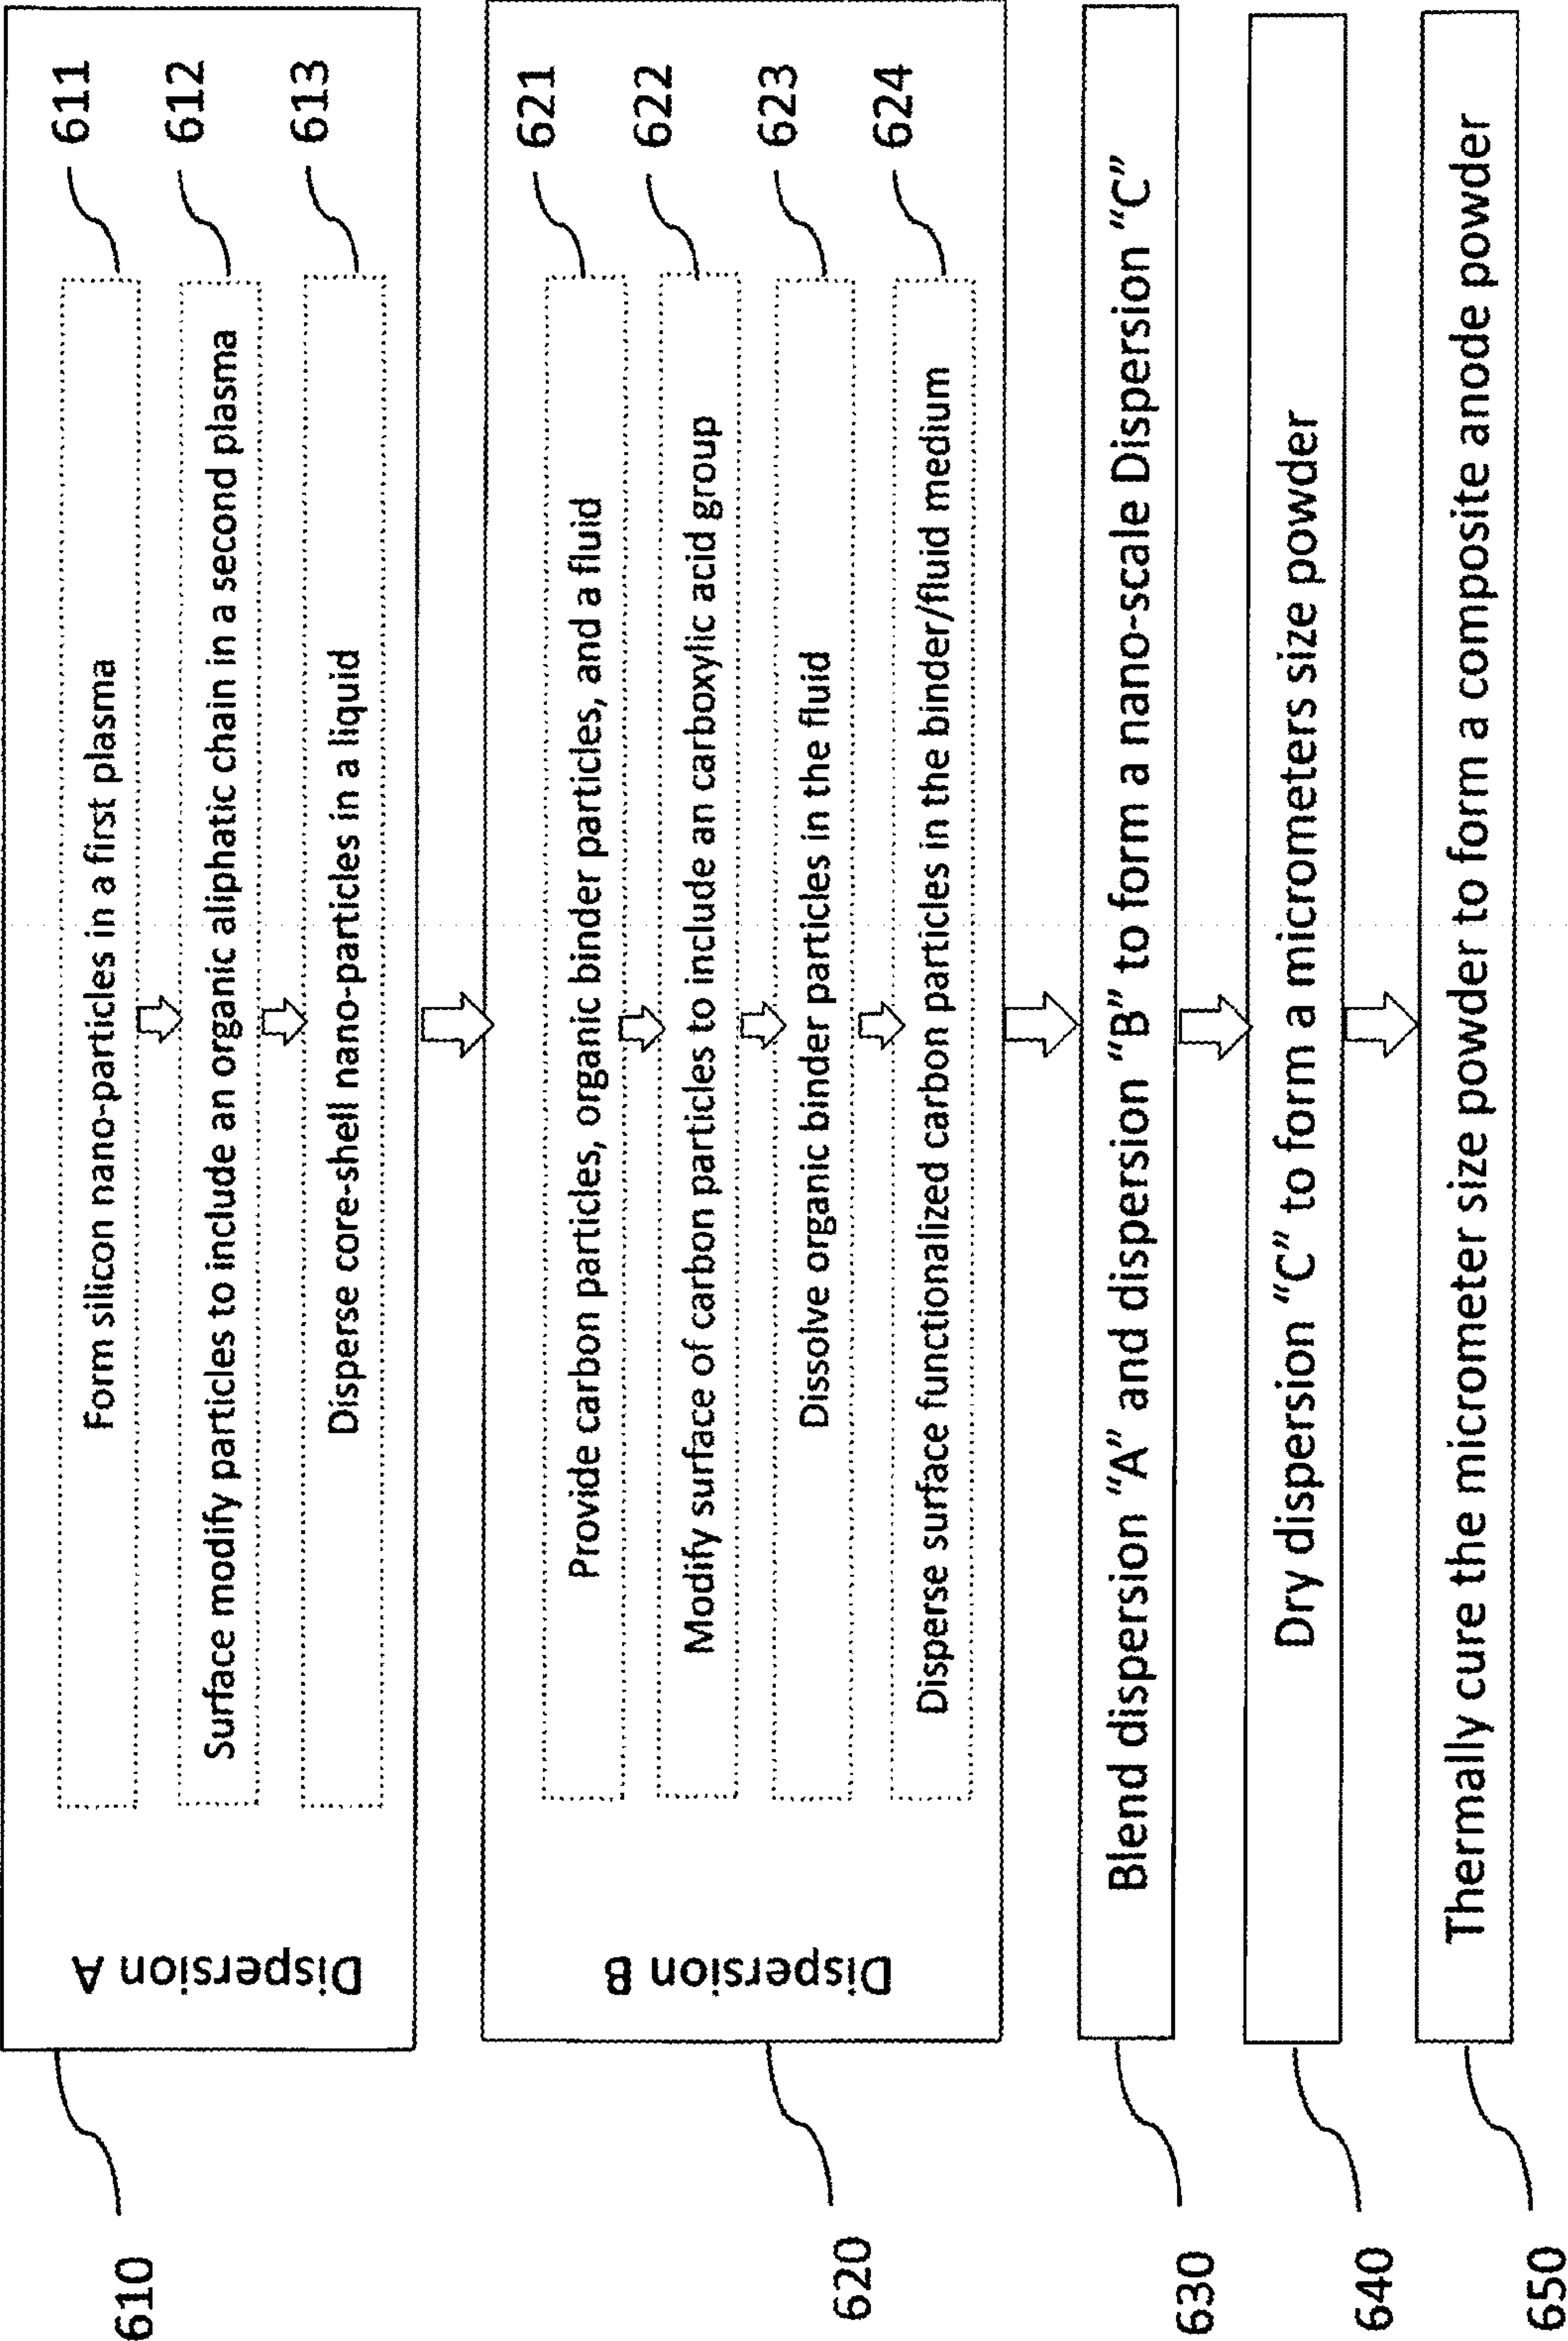 610
Dispersion A
Form silicon nano-particles in a first plasma
611
Surface modify particles to include an organic aliphatic chain in a second plasma
612
Disperse core-shell nano-particles in a liquid
613
620
Dispersion B
Provide carbon particles, organic binder particles, and a fluid
621
Modify surface of carbon particles to include an carboxylic acid group
622
Dissolve organic binder particles in the fluid
623
Disperse surface functionalized carbon particles in the binder/fluid medium
624
630
Blend dispersion “A” and dispersion “B” to form a nano-scale Dispersion “C”
640
Dry dispersion “C” to form a micrometers size powder
650
Thermally cure the micrometer size powder to form a composite anode powder